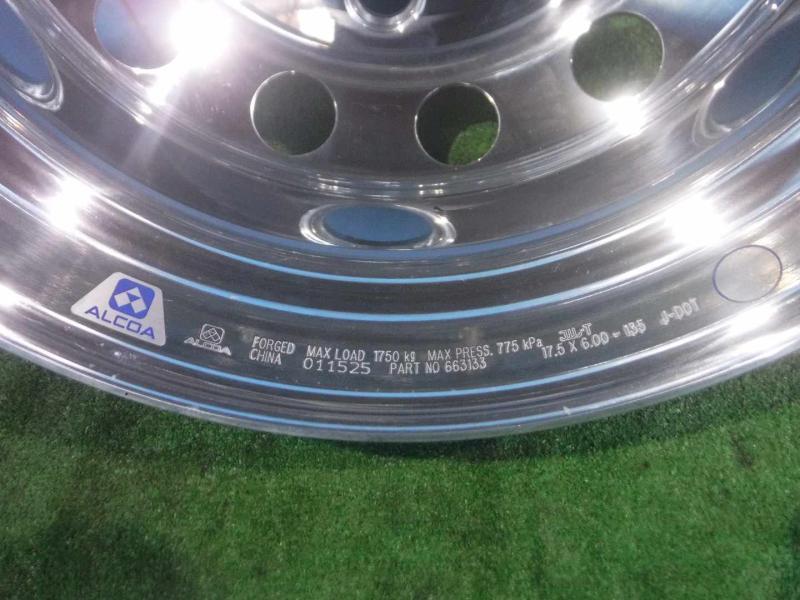 ALCOA
ALCOA
FORGED MAX LOAD 1750 kg MAX PRESS. 775 kPa JWL-T
CHINA 011525 PART NO 663133 17.5 X 6.00 - 135 J-DOT